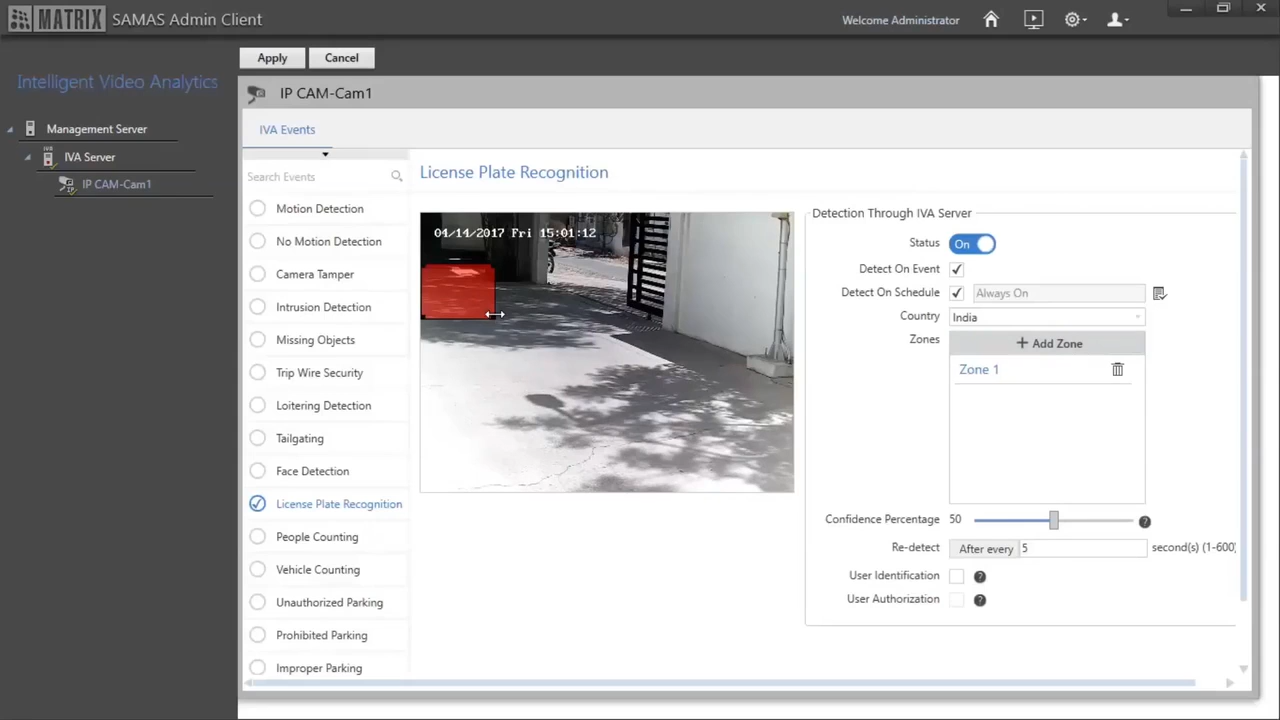 MATRIX SAMAS Admin Client
Welcome Administrator
Apply
Cancel
Intelligent Video Analytics
Management Server
IVA Server
IP CAM-Cam1
IP CAM-Cam1
IVA Events
Search Events
Motion Detection
No Motion Detection
Camera Tamper
Intrusion Detection
Missing Objects
Trip Wire Security
Loitering Detection
Tailgating
Face Detection
License Plate Recognition
People Counting
Vehicle Counting
Unauthorized Parking
Prohibited Parking
Improper Parking
License Plate Recognition
04/14/2017 Fri 15:01:12
Detection Through IVA Server
Status On
Detect On Event
Detect On Schedule Always On
Country India
Zones + Add Zone
Zone 1
Confidence Percentage 50
Re-detect After every 5 second(s) (1-600)
User Identification
User Authorization